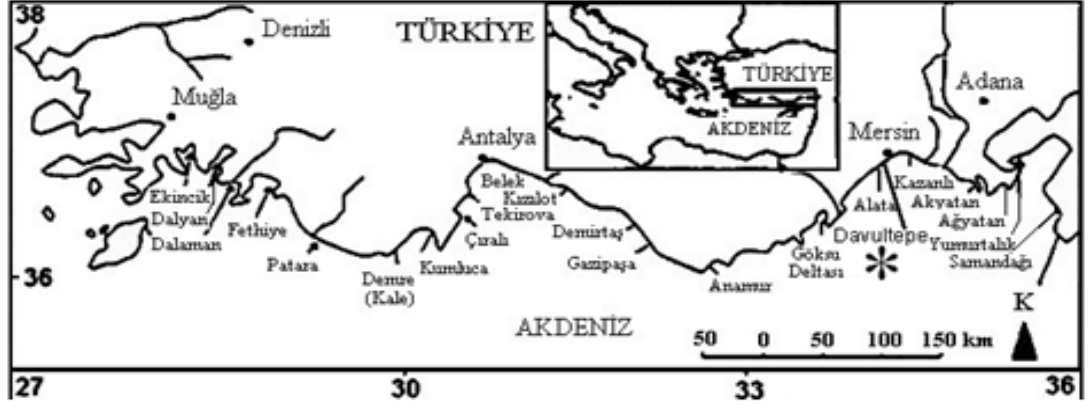 38
Denizli
TÜRKİYE
TÜRKİYE
AKDENİZ
Adana
Muğla
Antalya
Mersin
Ekincik
Dalyan
Dalaman
Fethiye
Patara
Demre
(Kale)
Kumluca
Çıralı
Tekirova
Belek
Kızılot
Demirtaş
Gazipaşa
Anamur
Göksu
Deltası
Davultepe
*
Alata
Kazanlı
Akyatan
Ağyatan
Yumurtalık
Samandağı
36
AKDENİZ
K
50 0 50 100 150 km
27
30
33
36